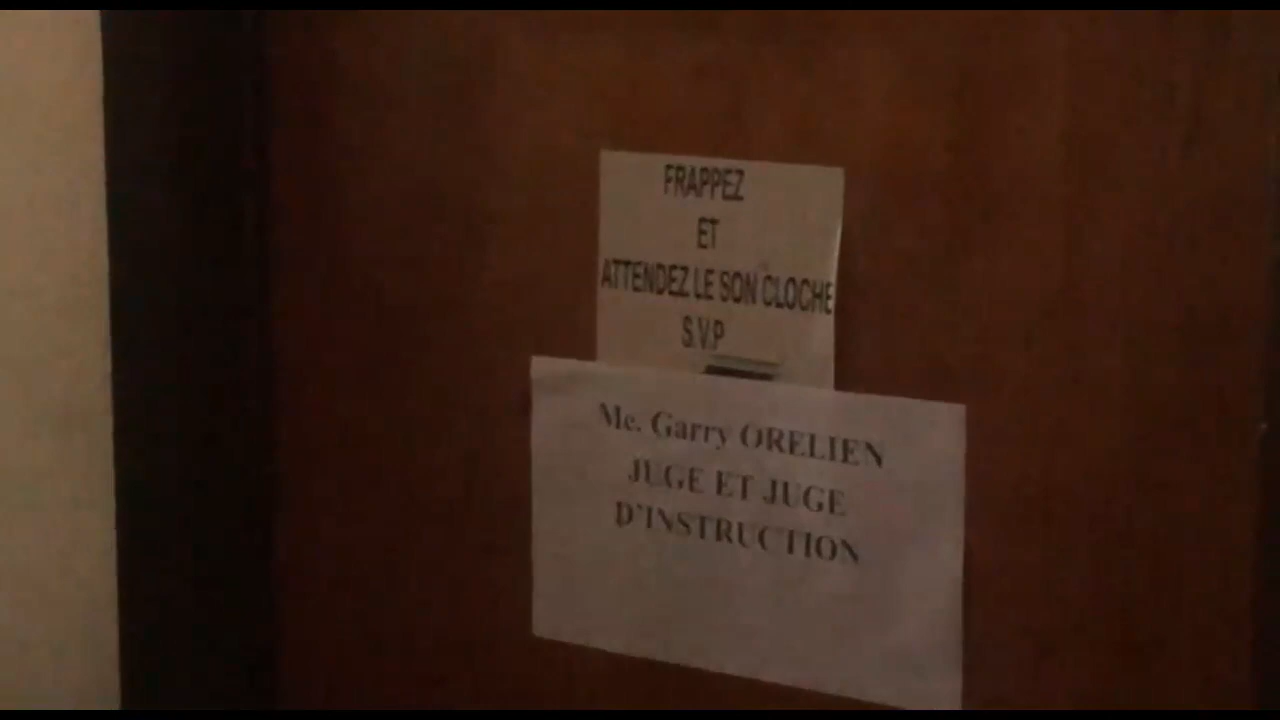 FRAPPEZ
ET
ATTENDEZ LE SON CLOCHE
S.V.P
Me. Garry ORELIEN
JUGE ET JUGE
D'INSTRUCTION